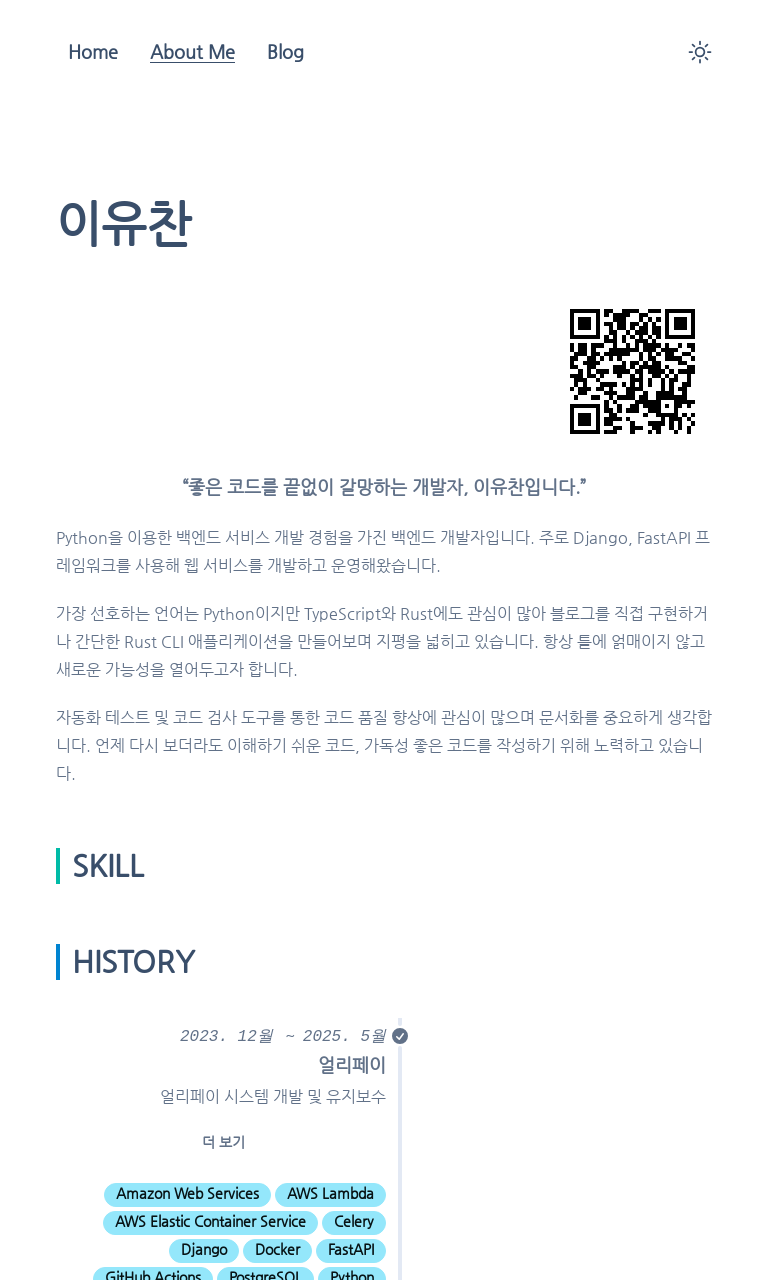 Home About Me Blog
이유찬
“좋은 코드를 끝없이 갈망하는 개발자, 이유찬입니다.”
Python을 이용한 백엔드 서비스 개발 경험을 가진 백엔드 개발자입니다. 주로 Django, FastAPI 프
레임워크를 사용해 웹 서비스를 개발하고 운영해왔습니다.
가장 선호하는 언어는 Python이지만 TypeScript와 Rust에도 관심이 많아 블로그를 직접 구현하거
나 간단한 Rust CLI 애플리케이션을 만들어보며 지평을 넓히고 있습니다. 항상 틀에 얽매이지 않고
새로운 가능성을 열어두고자 합니다.
자동화 테스트 및 코드 검사 도구를 통한 코드 품질 향상에 관심이 많으며 문서화를 중요하게 생각합
니다. 언제 다시 보더라도 이해하기 쉬운 코드, 가독성 좋은 코드를 작성하기 위해 노력하고 있습니
다.
SKILL
HISTORY
2023. 12월 ~ 2025. 5월
얼리페이
얼리페이 시스템 개발 및 유지보수
더 보기
Amazon Web Services AWS Lambda
AWS Elastic Container Service Celery
Django Docker FastAPI
GitHub Actions PostgreSQL Python